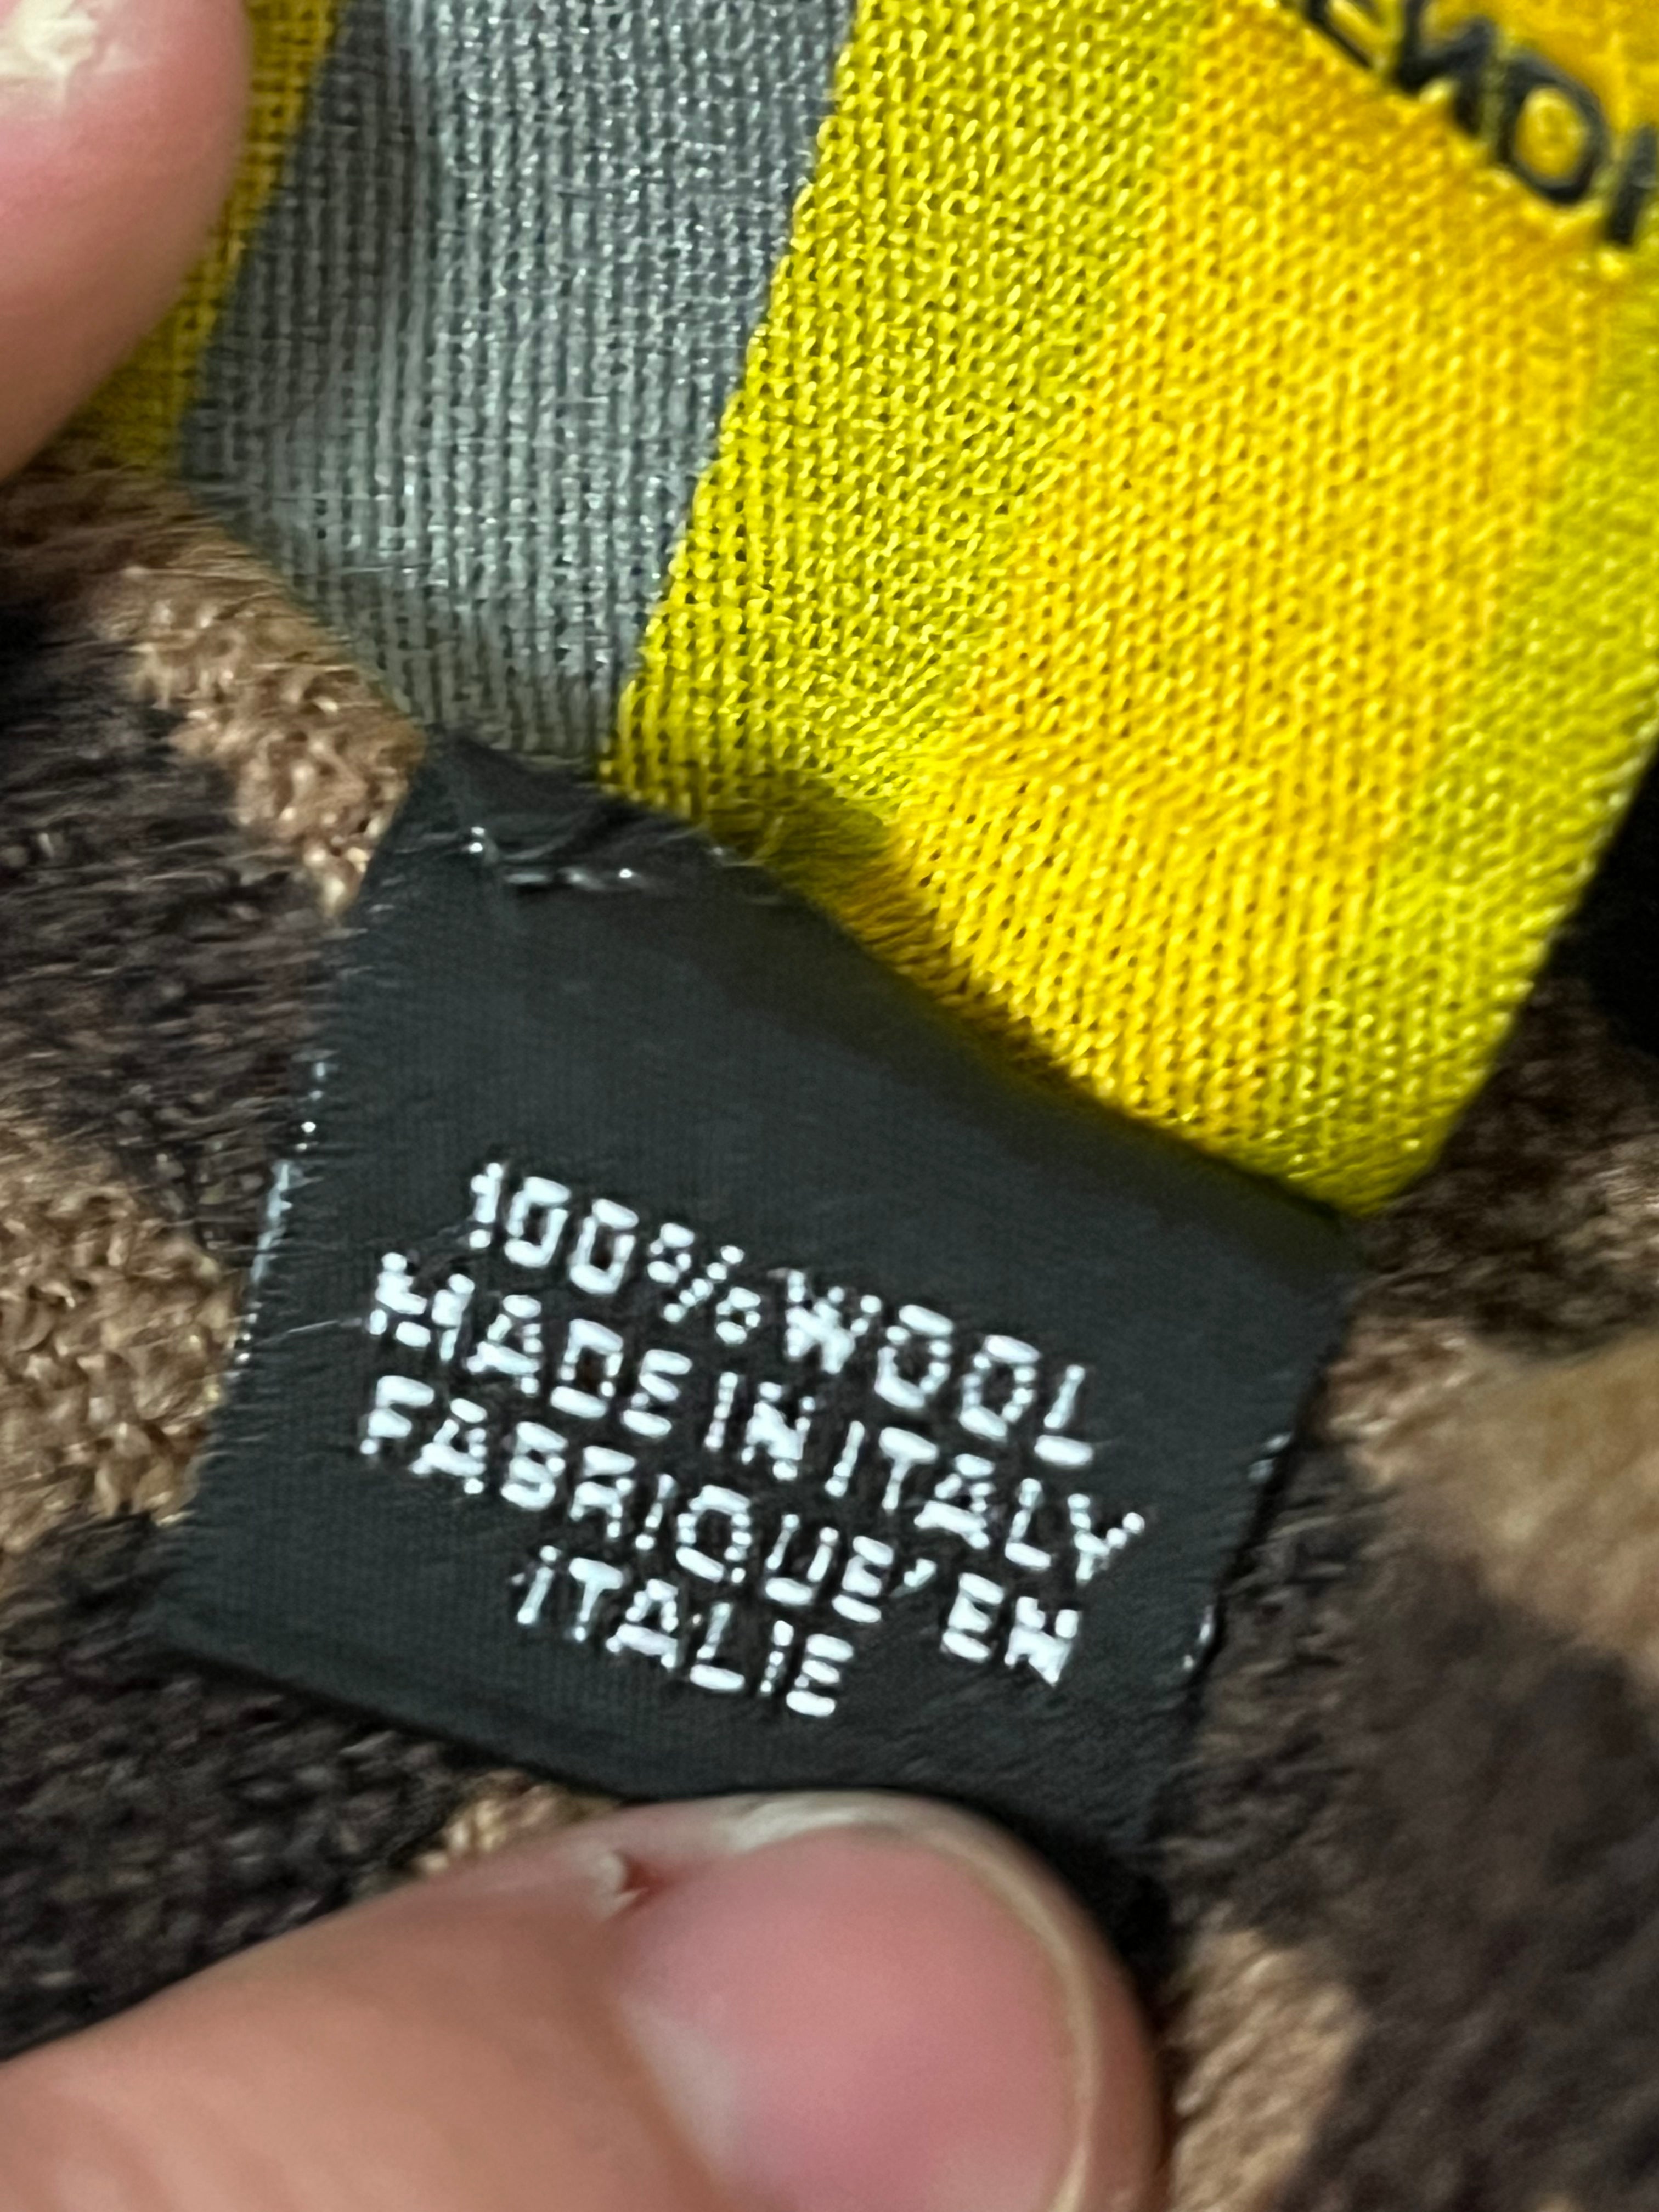 100% WOOL
MADE IN ITALY
FABRIQUE' EN
ITALIE